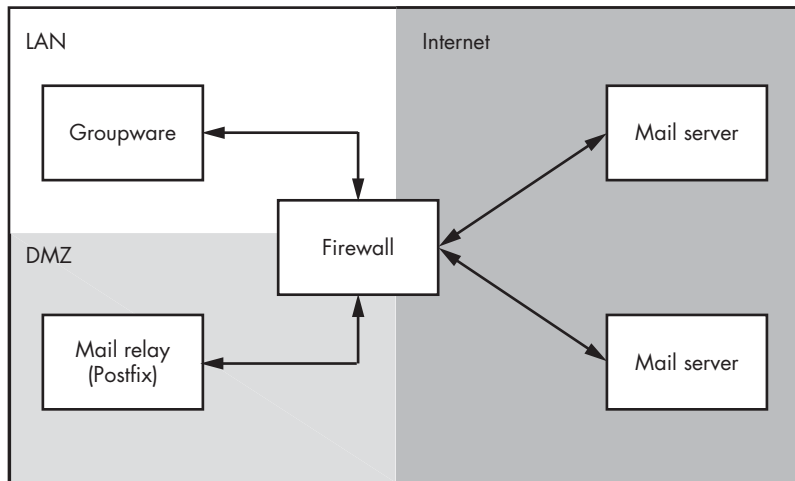 LAN
Internet
Groupware
Mail server
Firewall
DMZ
Mail relay
(Postfix)
Mail server